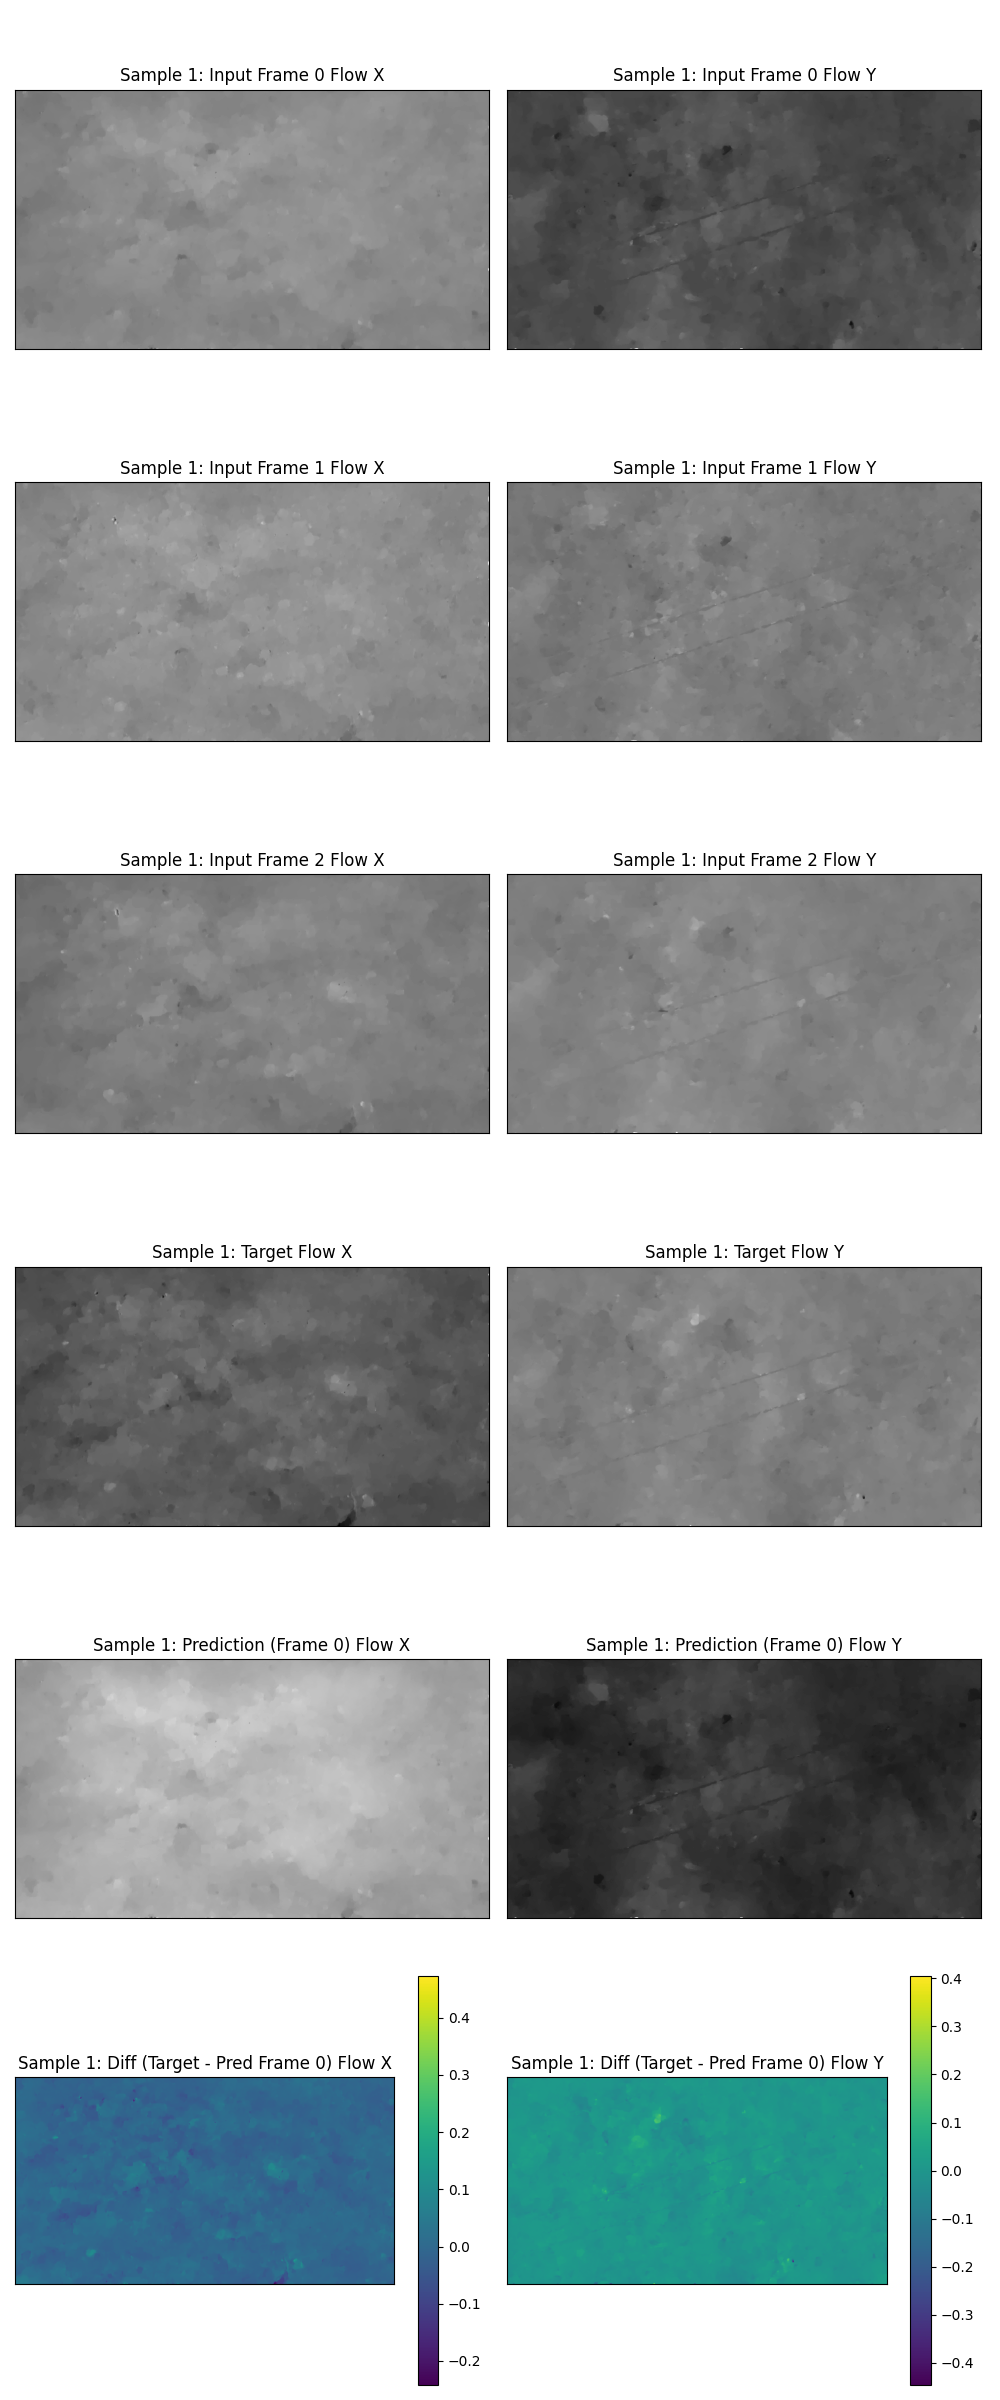 Sample 1: Input Frame 0 Flow X
Sample 1: Input Frame 0 Flow Y
Sample 1: Input Frame 1 Flow X
Sample 1: Input Frame 1 Flow Y
Sample 1: Input Frame 2 Flow X
Sample 1: Input Frame 2 Flow Y
Sample 1: Target Flow X
Sample 1: Target Flow Y
Sample 1: Prediction (Frame 0) Flow X
Sample 1: Prediction (Frame 0) Flow Y
Sample 1: Diff (Target - Pred Frame 0) Flow X
0.4
0.3
0.2
0.1
0.0
−0.1
−0.2
Sample 1: Diff (Target - Pred Frame 0) Flow Y
0.4
0.3
0.2
0.1
0.0
−0.1
−0.2
−0.3
−0.4